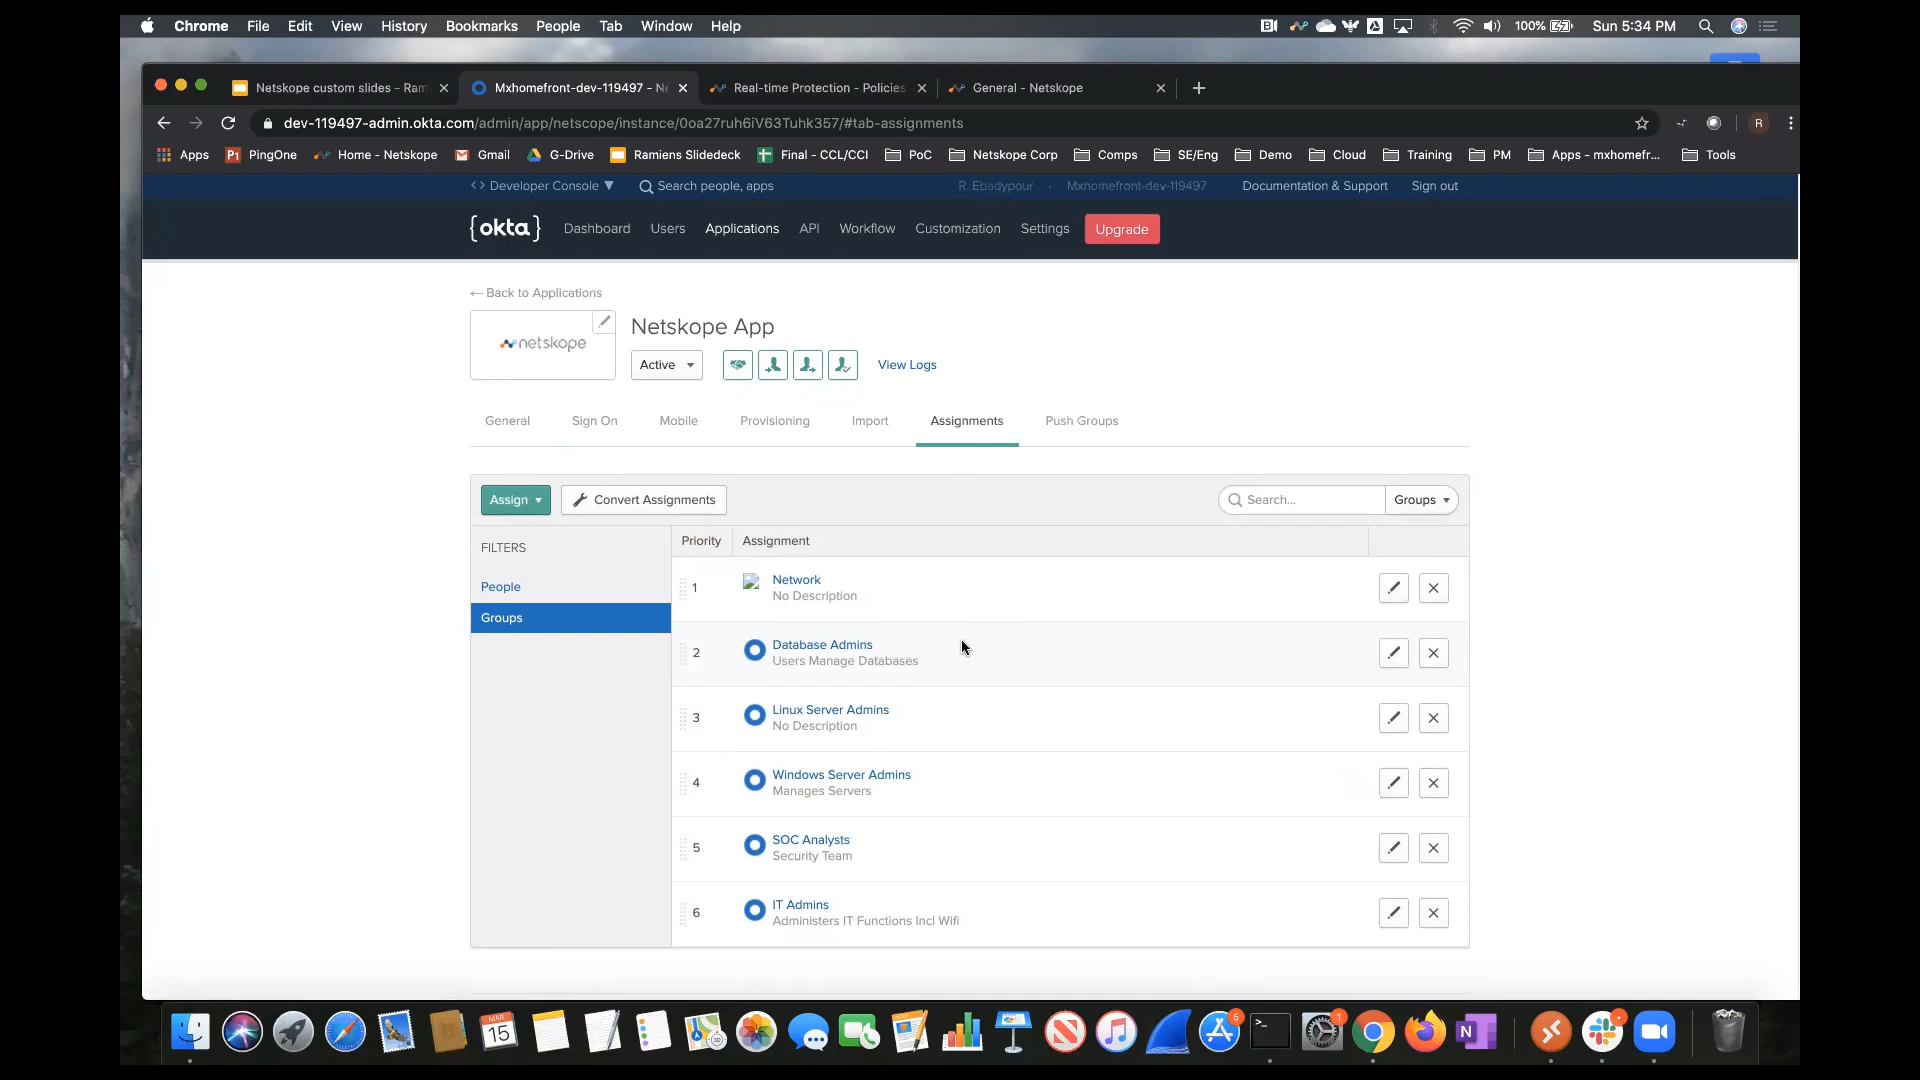 Chrome File Edit View History Bookmarks People Tab Window Help 100% Sun 5:34 PM
Netskope custom slides - Ram Mxhomefront-dev-119497 - Ne Real-time Protection - Policies General - Netskope
dev-119497-admin.okta.com/admin/app/netscope/instance/0oa27ruh6iV63Tuhk357/#tab-assignments R
Apps P1 PingOne Home - Netskope Gmail G-Drive Ramiens Slidedeck Final - CCL/CCI PoC Netskope Corp Comps SE/Eng Demo Cloud Training PM Apps - mxhomefr... Tools
<> Developer Console Search people, apps R. Ebadypour · Mxhomefront-dev-119497 Documentation & Support Sign out
{okta} Dashboard Users Applications API Workflow Customization Settings Upgrade
← Back to Applications
netskope
Netskope App
Active View Logs
General Sign On Mobile Provisioning Import Assignments Push Groups
Assign Convert Assignments Search... Groups
FILTERS Priority Assignment
People
Groups
1 Network
No Description
2 Database Admins
Users Manage Databases
3 Linux Server Admins
No Description
4 Windows Server Admins
Manages Servers
5 SOC Analysts
Security Team
6 IT Admins
Administers IT Functions Incl Wifi
MAR
15
5
>_
1
N